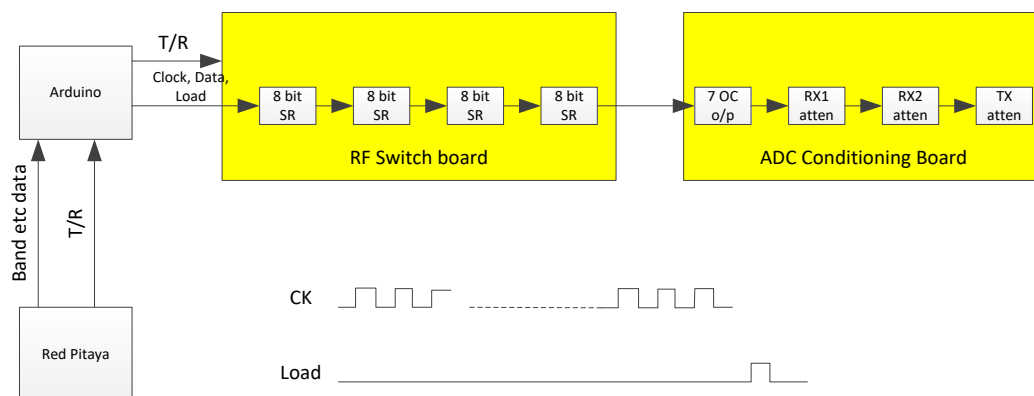 T/R
Arduino
Clock, Data,
Load
8 bit
SR
8 bit
SR
8 bit
SR
8 bit
SR
RF Switch board
7 OC
o/p
RX1
atten
RX2
atten
TX
atten
ADC Conditioning Board
Band etc data
T/R
Red Pitaya
CK
Load